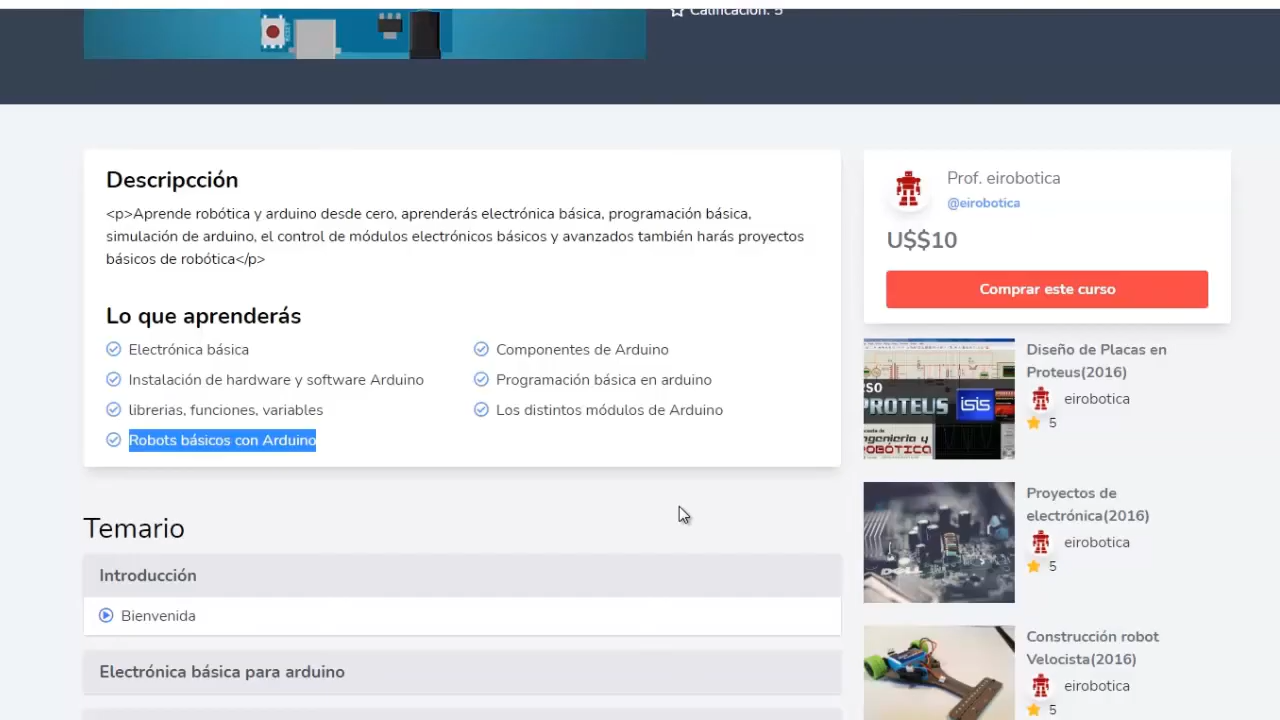 Calificación: 5
Descripcción
<p>Aprende robótica y arduino desde cero, aprenderás electrónica básica, programación básica,
simulación de arduino, el control de módulos electrónicos básicos y avanzados también harás proyectos
básicos de robótica</p>
Lo que aprenderás
Electrónica básica
Componentes de Arduino
Instalación de hardware y software Arduino
Programación básica en arduino
librerias, funciones, variables
Los distintos módulos de Arduino
Robots básicos con Arduino
Temario
Introducción
Bienvenida
Electrónica básica para arduino
Prof. eirobotica
@eirobotica
U$$10
Comprar este curso
PROTEUS
isis
Ingeniería y
ROBÓTICA
Diseño de Placas en
Proteus(2016)
eirobotica
5
DELL
Proyectos de
electrónica(2016)
eirobotica
5
Construcción robot
Velocista(2016)
eirobotica
5